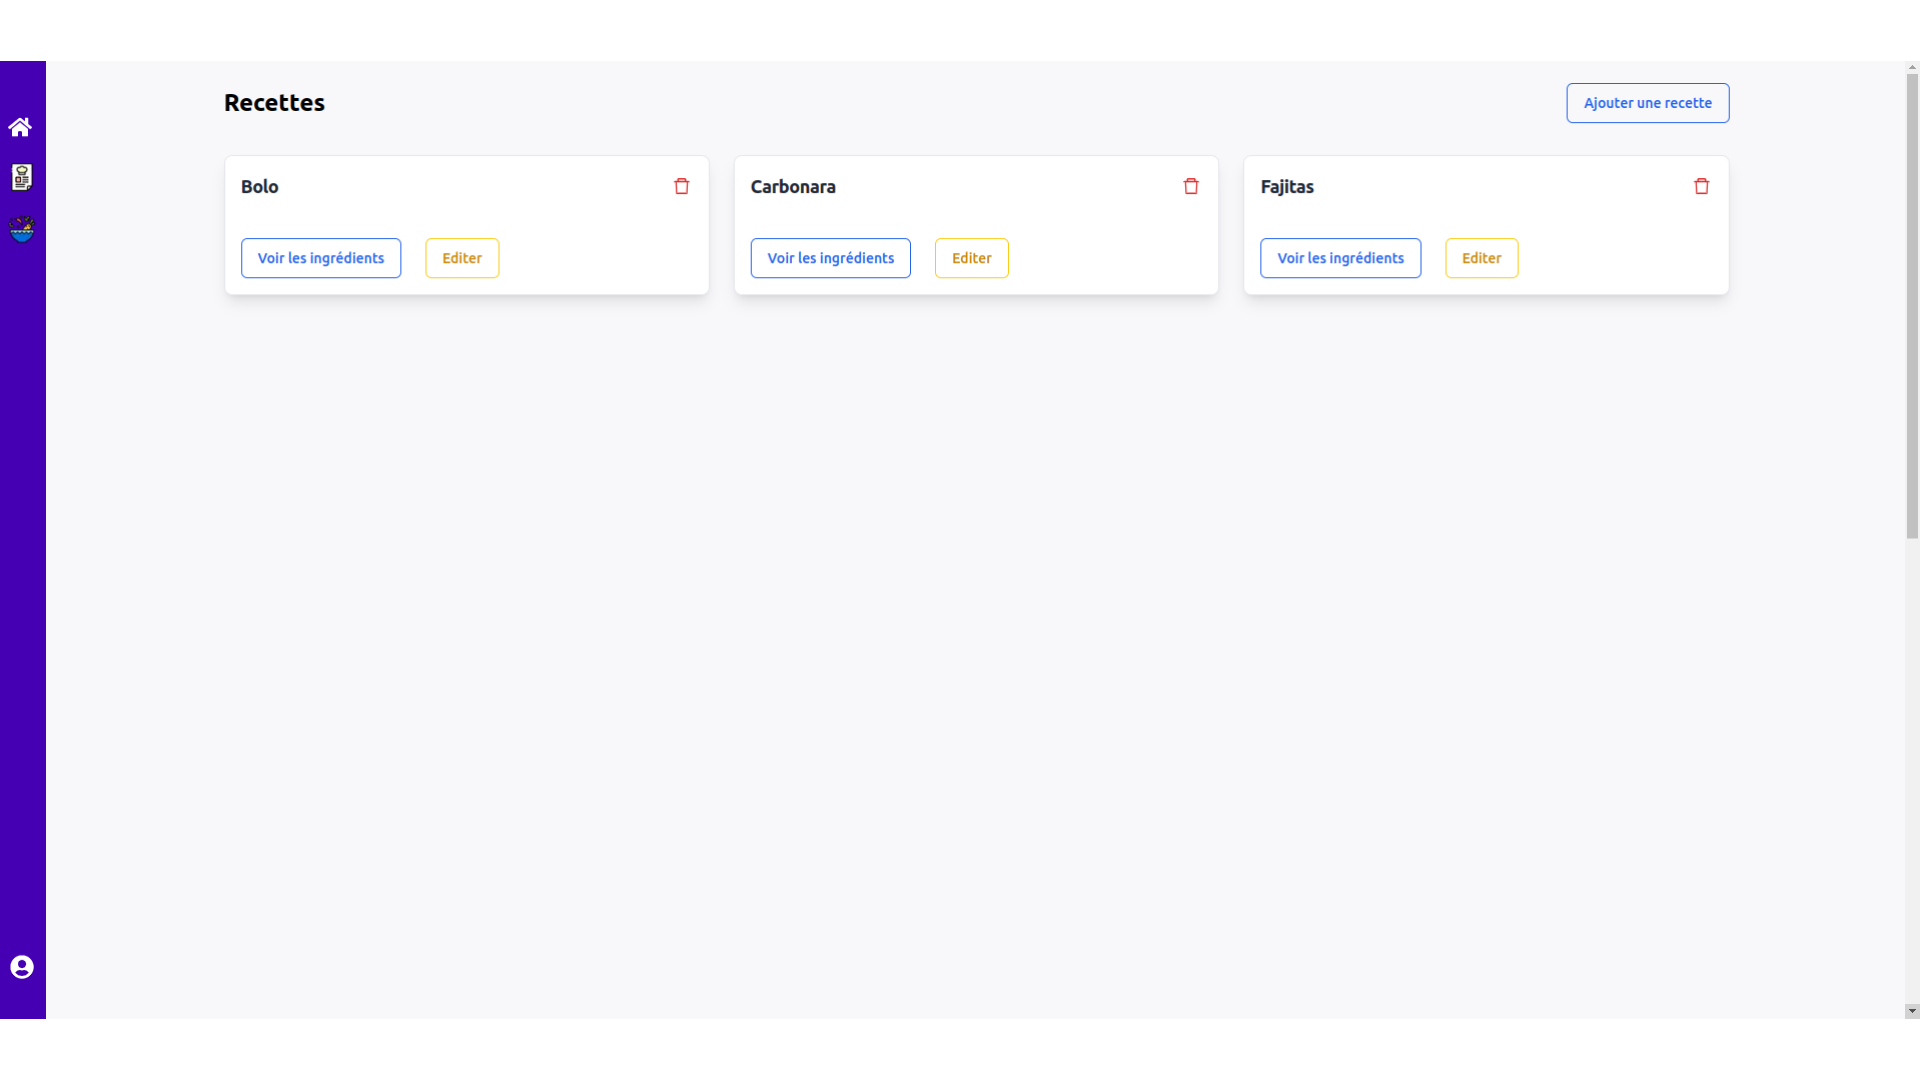 Recettes
Ajouter une recette
Bolo
Carbonara
Fajitas
Voir les ingrédients
Editer
Voir les ingrédients
Editer
Voir les ingrédients
Editer